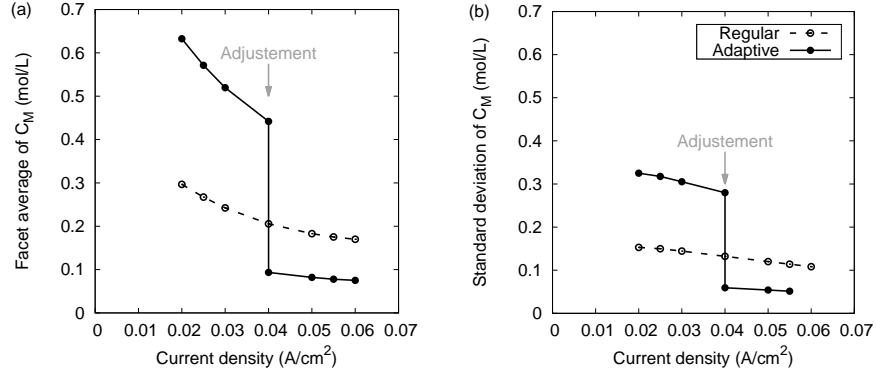 (a)
Facet average of C_M (mol/L)
0.7
0.6
0.5
0.4
0.3
0.2
0.1
0
Adjustement
0 0.01 0.02 0.03 0.04 0.05 0.06 0.07
Current density (A/cm²)
(b)
Standard deviation of C_M (mol/L)
0.7
0.6
0.5
0.4
0.3
0.2
0.1
0
Regular
Adaptive
Adjustement
0 0.01 0.02 0.03 0.04 0.05 0.06 0.07
Current density (A/cm²)